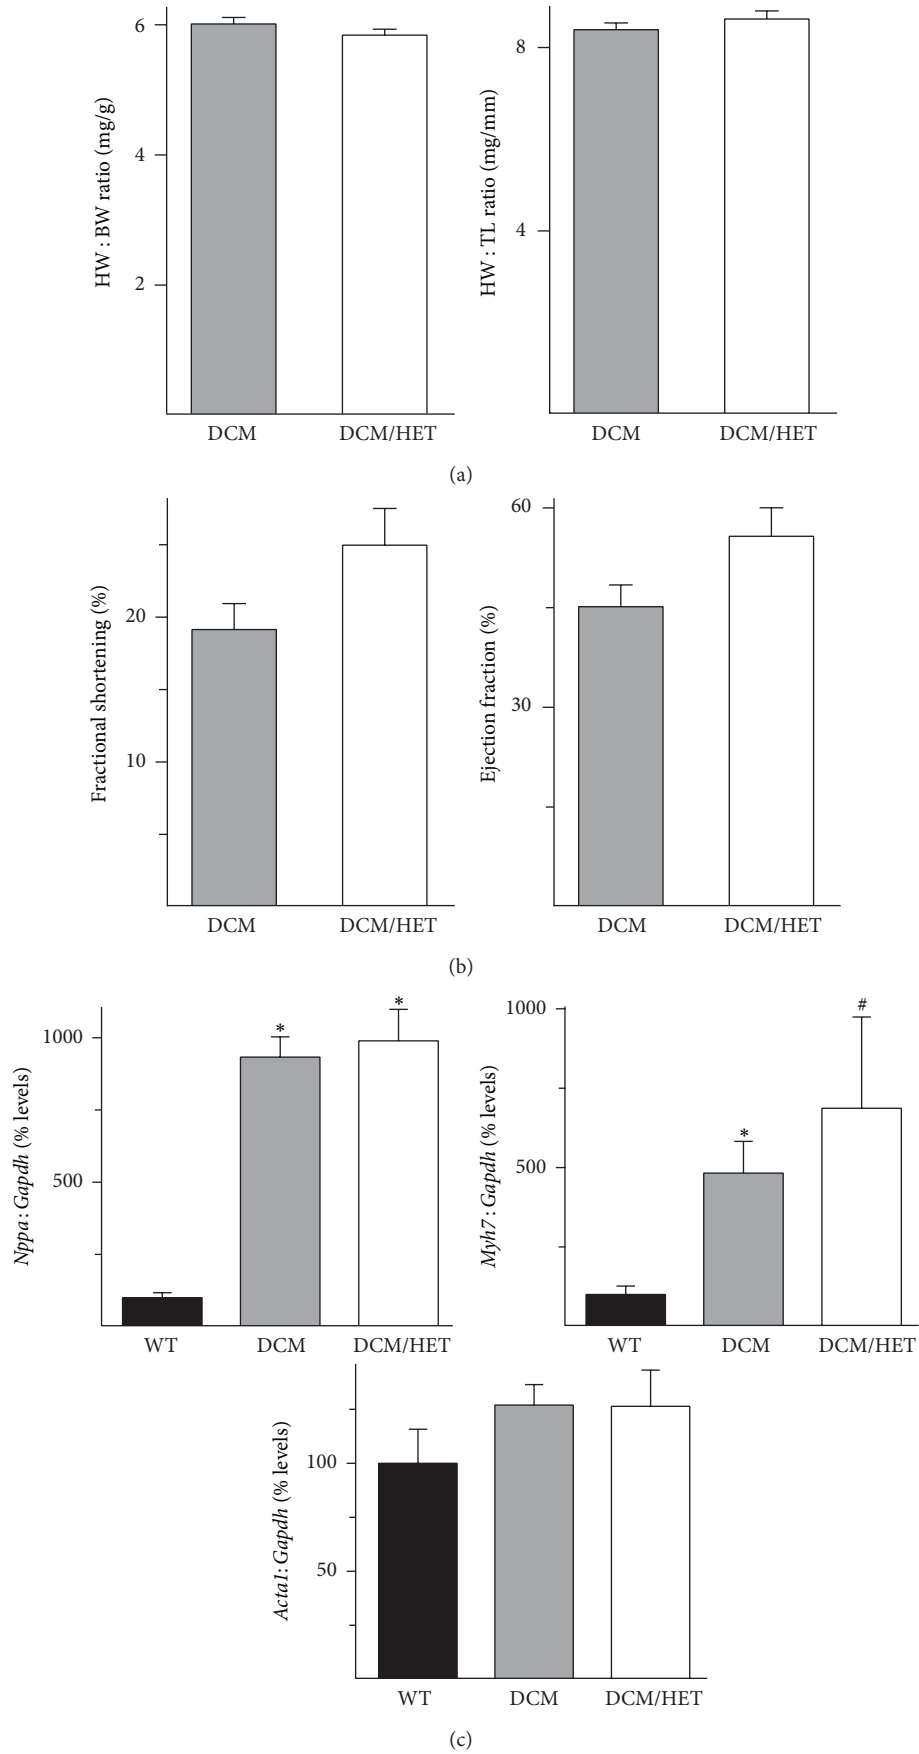 6
4
2
HW : BW ratio (mg/g)
DCM
DCM/HET
8
4
HW : TL ratio (mg/mm)
DCM
DCM/HET
(a)
20
10
Fractional shortening (%)
DCM
DCM/HET
60
30
Ejection fraction (%)
DCM
DCM/HET
(b)
1000
500
Nppa : Gapdh (% levels)
*
*
WT
DCM
DCM/HET
1000
500
Myh7 : Gapdh (% levels)
*
#
WT
DCM
DCM/HET
100
50
Acta1 : Gapdh (% levels)
WT
DCM
DCM/HET
(c)